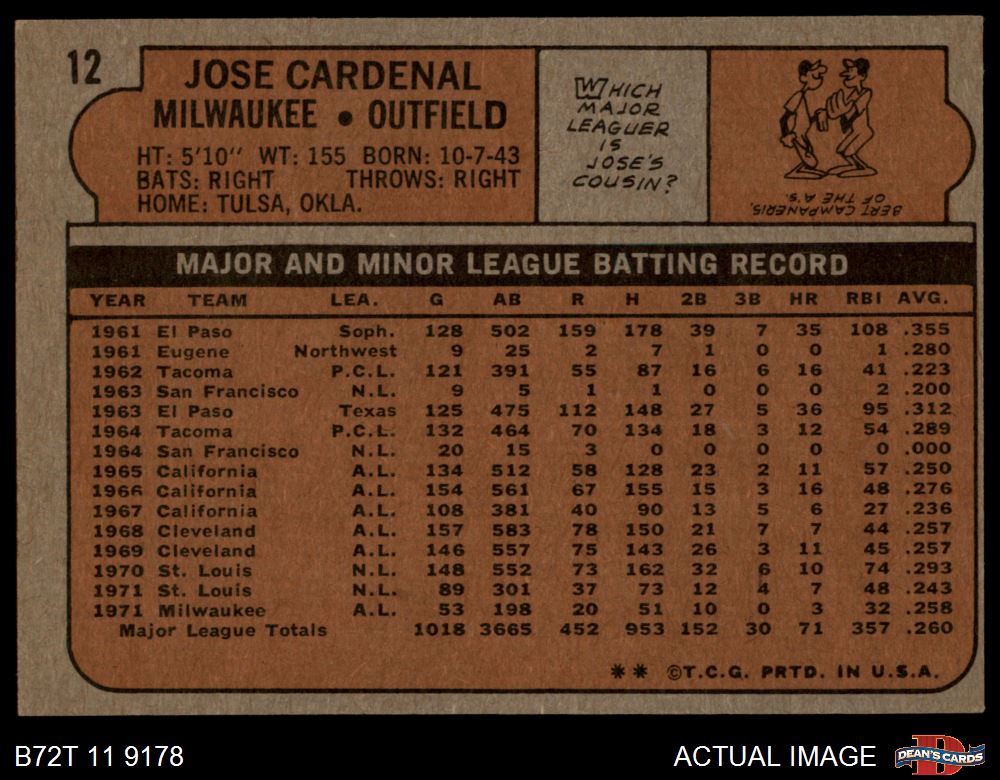 12
JOSE CARDENAL
MILWAUKEE • OUTFIELD
HT: 5'10" WT: 155 BORN: 10-7-43
BATS: RIGHT THROWS: RIGHT
HOME: TULSA, OKLA.
WHICH
MAJOR
LEAGUER
IS
JOSE'S
COUSIN?
BERT CAMPANERIS,
OF THE A'S.
MAJOR AND MINOR LEAGUE BATTING RECORD
YEAR TEAM LEA. G AB R H 2B 3B HR RBI AVG.
1961 El Paso Soph. 128 502 159 178 39 7 35 108 .355
1961 Eugene Northwest 9 25 2 7 1 0 0 1 .280
1962 Tacoma P.C.L. 121 391 55 87 16 6 16 41 .223
1963 San Francisco N.L. 9 5 1 1 0 0 0 2 .200
1963 El Paso Texas 125 475 112 148 27 5 36 95 .312
1964 Tacoma P.C.L. 132 464 70 134 18 3 12 54 .289
1964 San Francisco N.L. 20 15 3 0 0 0 0 0 .000
1965 California A.L. 134 512 58 128 23 2 11 57 .250
1966 California A.L. 154 561 67 155 15 3 16 48 .276
1967 California A.L. 108 381 40 90 13 5 6 27 .236
1968 Cleveland A.L. 157 583 78 150 21 7 7 44 .257
1969 Cleveland A.L. 146 557 75 143 26 3 11 45 .257
1970 St. Louis N.L. 148 552 73 162 32 6 10 74 .293
1971 St. Louis N.L. 89 301 37 73 12 4 7 48 .243
1971 Milwaukee A.L. 53 198 20 51 10 0 3 32 .258
Major League Totals 1018 3665 452 953 152 30 71 357 .260
** ©T.C.G. PRTD. IN U.S.A.
B72T 11 9178
ACTUAL IMAGE
D
DEAN'S CARDS